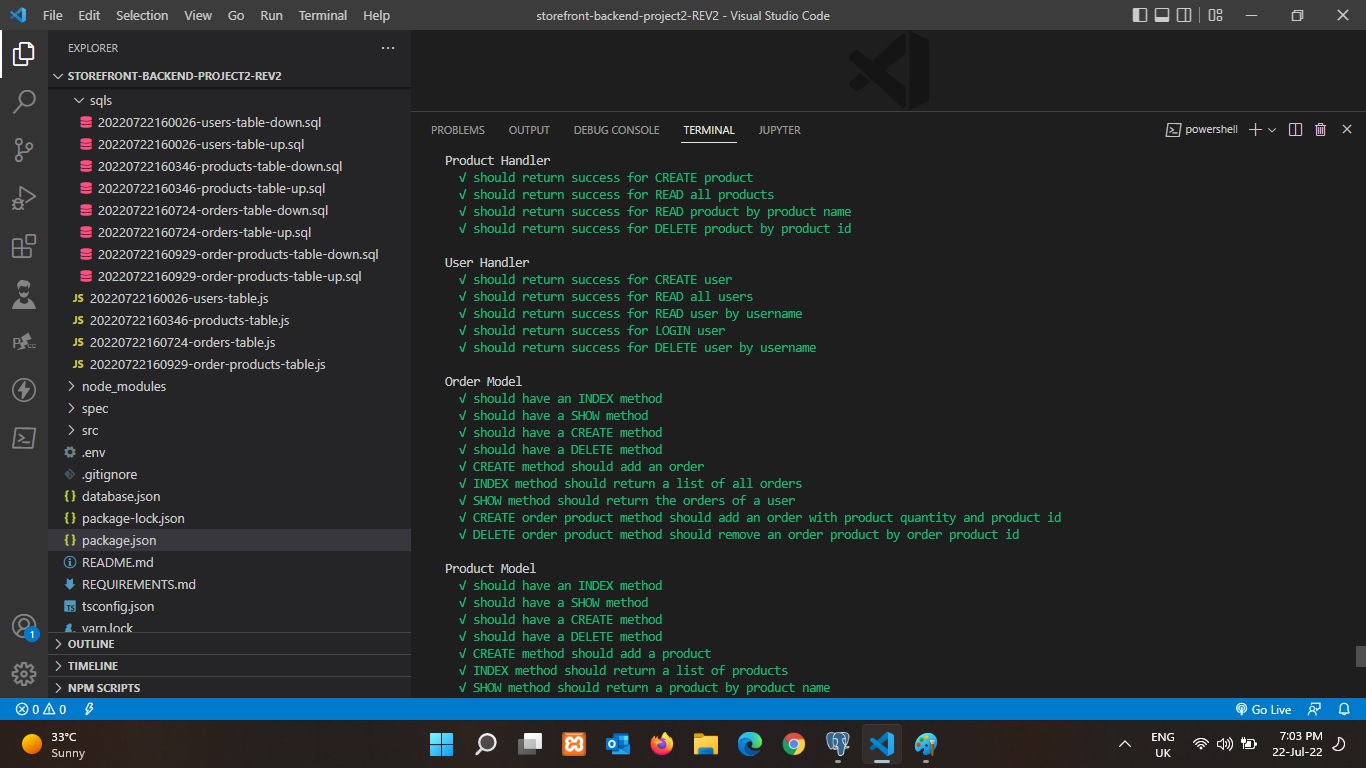 File Edit Selection View Go Run Terminal Help
storefront-backend-project2-REV2 - Visual Studio Code
EXPLORER
STOREFRONT-BACKEND-PROJECT2-REV2
sqls
20220722160026-users-table-down.sql
20220722160026-users-table-up.sql
20220722160346-products-table-down.sql
20220722160346-products-table-up.sql
20220722160724-orders-table-down.sql
20220722160724-orders-table-up.sql
20220722160929-order-products-table-down.sql
20220722160929-order-products-table-up.sql
JS 20220722160026-users-table.js
JS 20220722160346-products-table.js
JS 20220722160724-orders-table.js
JS 20220722160929-order-products-table.js
node_modules
spec
src
.env
.gitignore
{} database.json
{} package-lock.json
{} package.json
README.md
REQUIREMENTS.md
TS tsconfig.json
yarn.lock
OUTLINE
TIMELINE
NPM SCRIPTS
CC
1
PROBLEMS OUTPUT DEBUG CONSOLE TERMINAL JUPYTER
powershell
Product Handler
√ should return success for CREATE product
√ should return success for READ all products
√ should return success for READ product by product name
√ should return success for DELETE product by product id
User Handler
√ should return success for CREATE user
√ should return success for READ all users
√ should return success for READ user by username
√ should return success for LOGIN user
√ should return success for DELETE user by username
Order Model
√ should have an INDEX method
√ should have a SHOW method
√ should have a CREATE method
√ should have a DELETE method
√ CREATE method should add an order
√ INDEX method should return a list of all orders
√ SHOW method should return the orders of a user
√ CREATE order product method should add an order with product quantity and product id
√ DELETE order product method should remove an order product by order product id
Product Model
√ should have an INDEX method
√ should have a SHOW method
√ should have a CREATE method
√ should have a DELETE method
√ CREATE method should add a product
√ INDEX method should return a list of products
√ SHOW method should return a product by product name
0 0
Go Live
33°C
Sunny
ENG
UK
7:03 PM
22-Jul-22